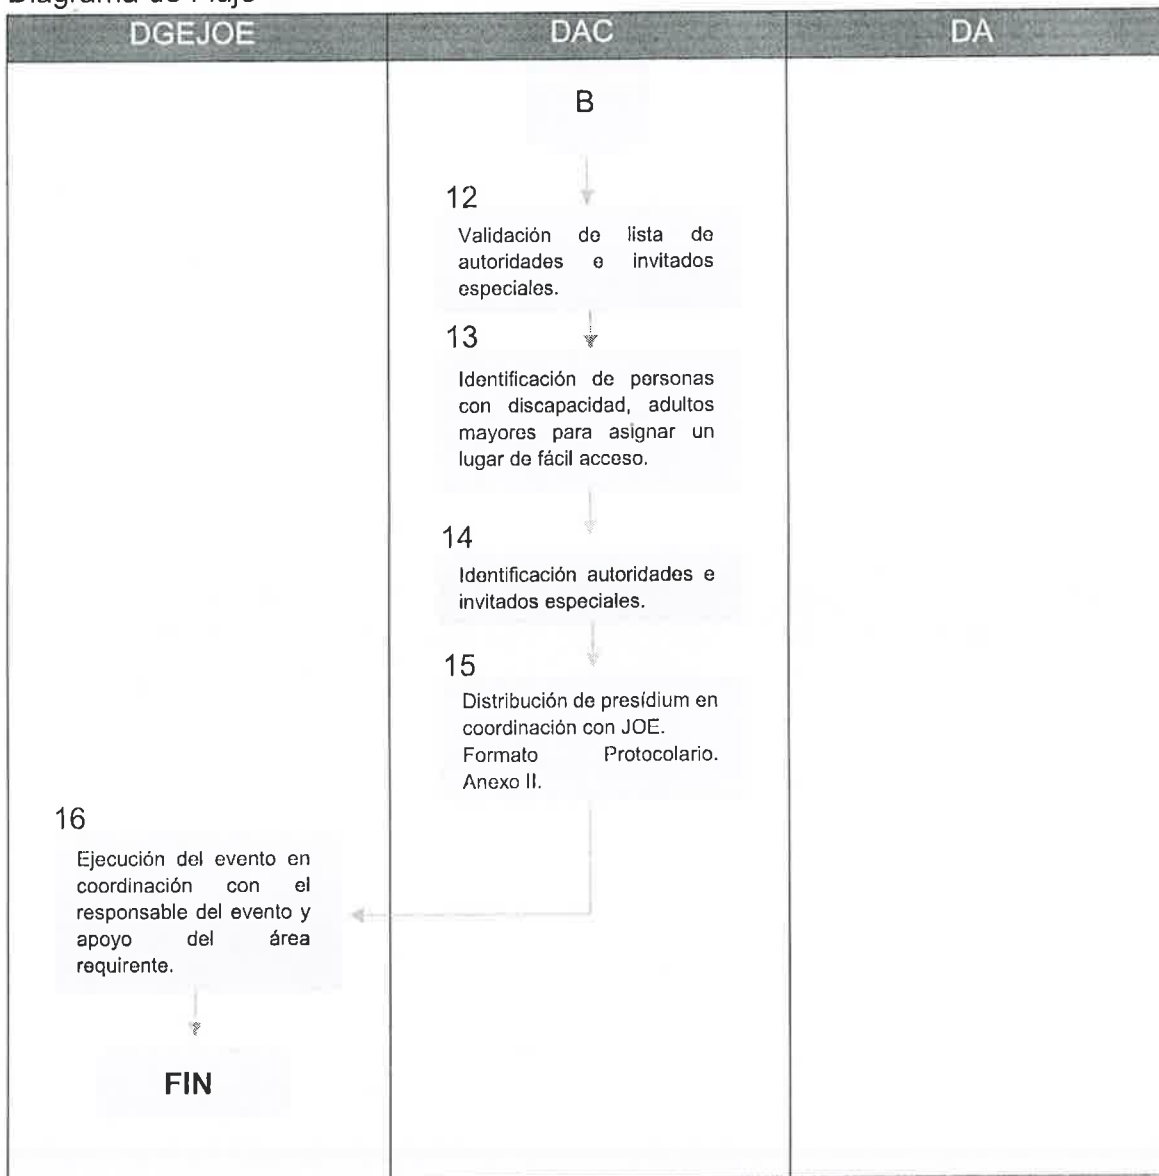 Diagrama de Flujo
DGEJOE
DAC
DA
B
12
Validación de lista de
autoridades e invitados
especiales.
13
Identificación de personas
con discapacidad, adultos
mayores para asignar un
lugar de fácil acceso.
14
Identificación autoridades e
invitados especiales.
15
Distribución de presídium en
coordinación con JOE.
Formato Protocolario.
Anexo II.
16
Ejecución del evento en
coordinación con el
responsable del evento y
apoyo del área
requirente.
FIN